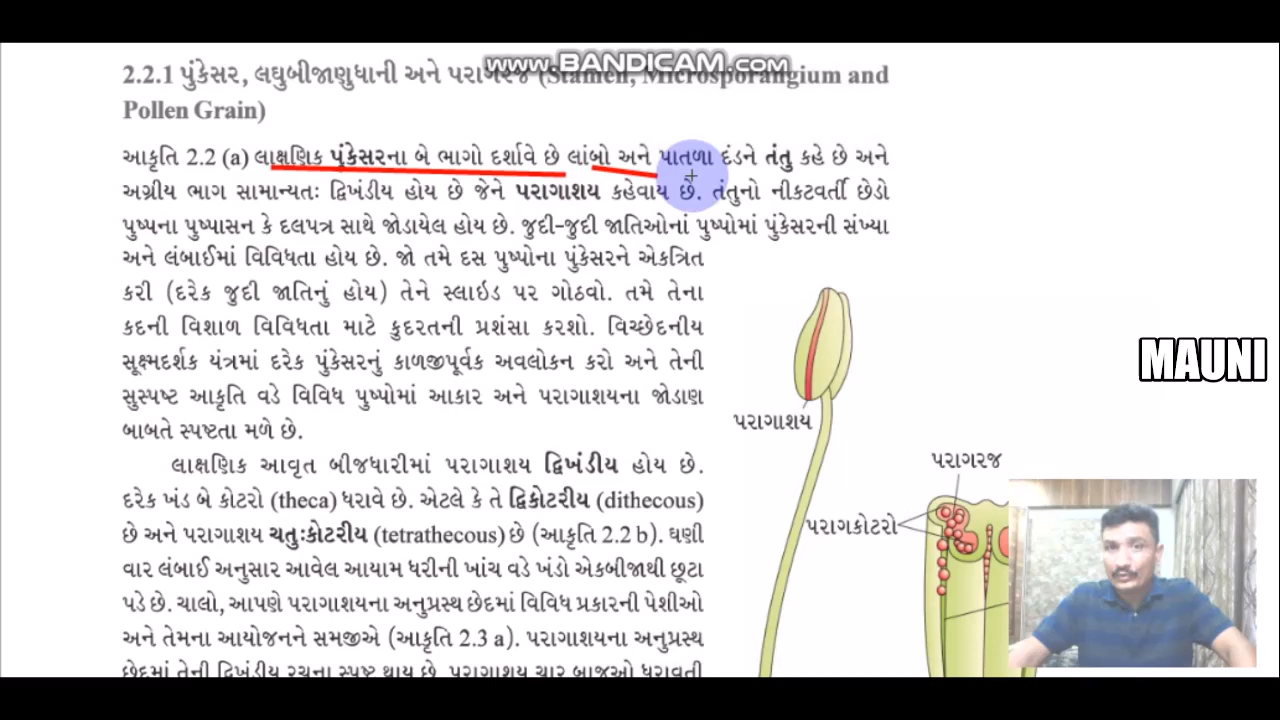 www.BANDICAM.com
2.2.1 પુંકેસર, લઘુબીજાણુધાની અને પરાગરજ (Stamen, Microsporangium and
Pollen Grain)
આકૃતિ 2.2 (a) લાક્ષણિક પુંકેસરના બે ભાગો દર્શાવે છે લાંબો અને પાતળા દંડને તંતુ કહે છે અને
અગ્રીય ભાગ સામાન્યતઃ દ્વિખંડીય હોય છે જેને પરાગાશય કહેવાય છે. તંતુનો નીકટવર્તી છેડો
પુષ્પના પુષ્પાસન કે દલપત્ર સાથે જોડાયેલ હોય છે. જુદી-જુદી જાતિઓનાં પુષ્પોમાં પુંકેસરની સંખ્યા
અને લંબાઈમાં વિવિધતા હોય છે. જો તમે દસ પુષ્પોના પુંકેસરને એકત્રિત
કરી (દરેક જુદી જાતિનું હોય) તેને સ્લાઇડ પર ગોઠવો. તમે તેના
કદની વિશાળ વિવિધતા માટે કુદરતની પ્રશંસા કરશો. વિચ્છેદનીય
સૂક્ષ્મદર્શક યંત્રમાં દરેક પુંકેસરનું કાળજીપૂર્વક અવલોકન કરો અને તેની
સુસ્પષ્ટ આકૃતિ વડે વિવિધ પુષ્પોમાં આકાર અને પરાગાશયના જોડાણ
બાબતે સ્પષ્ટતા મળે છે.
લાક્ષણિક આવૃત બીજધારીમાં પરાગાશય દ્વિખંડીય હોય છે.
દરેક ખંડ બે કોટરો (theca) ધરાવે છે. એટલે કે તે દ્વિકોટરીય (dithecous)
છે અને પરાગાશય ચતુઃકોટરીય (tetrathecous) છે (આકૃતિ 2.2 b). ઘણી
વાર લંબાઈ અનુસાર આવેલ આયામ ધરીની ખાંચ વડે ખંડો એકબીજાથી છૂટા
પડે છે. ચાલો, આપણે પરાગાશયના અનુપ્રસ્થ છેદમાં વિવિધ પ્રકારની પેશીઓ
અને તેમના આયોજનને સમજીએ (આકૃતિ 2.3 a). પરાગાશયના અનુપ્રસ્થ
છેદમાં તેની દ્વિખંડીય રચના સ્પષ્ટ થાય છે. પરાગાશય ચાર બાજુઓ ધરાવતી
પરાગાશય
પરાગરજ
પરાગકોટરો
MAUNI